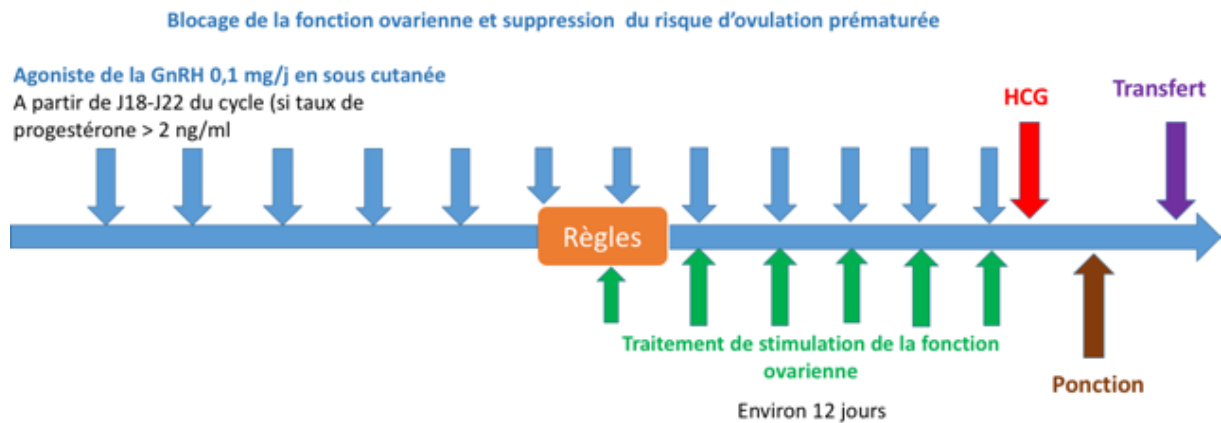 Blocage de la fonction ovarienne et suppression du risque d'ovulation prématurée
Agoniste de la GnRH 0,1 mg/j en sous cutanée
A partir de J18-J22 du cycle (si taux de
progestérone > 2 ng/ml
HCG
Transfert
Règles
Traitement de stimulation de la fonction
ovarienne
Environ 12 jours
Ponction